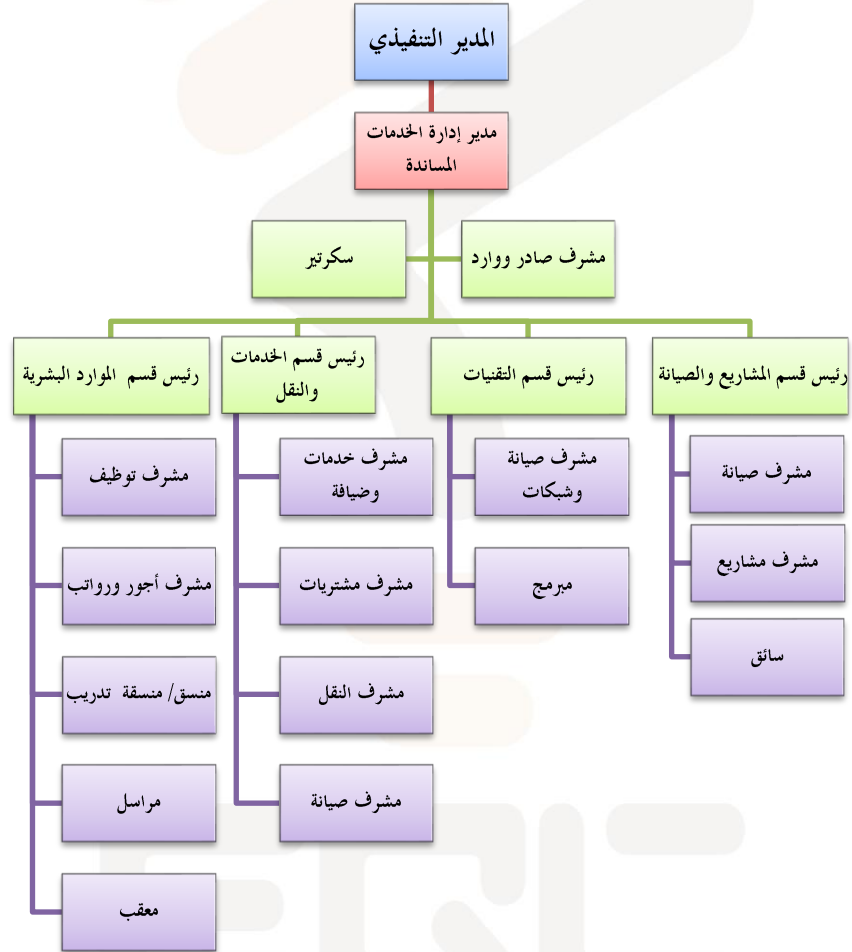 المدير التنفيذي
مدير إدارة الخدمات
المساندة
مشرف صادر ووارد
سكرتير
رئيس قسم المشاريع والصيانة
مشرف صيانة
مشرف مشاريع
سائق
رئيس قسم التقنيات
مشرف صيانة
وشبكات
مبرمج
رئيس قسم الخدمات
والنقل
مشرف خدمات
وضيافة
مشرف مشتريات
مشرف النقل
مشرف صيانة
رئيس قسم الموارد البشرية
مشرف توظيف
مشرف أجور ورواتب
منسق/ منسقة تدريب
مراسل
معقب